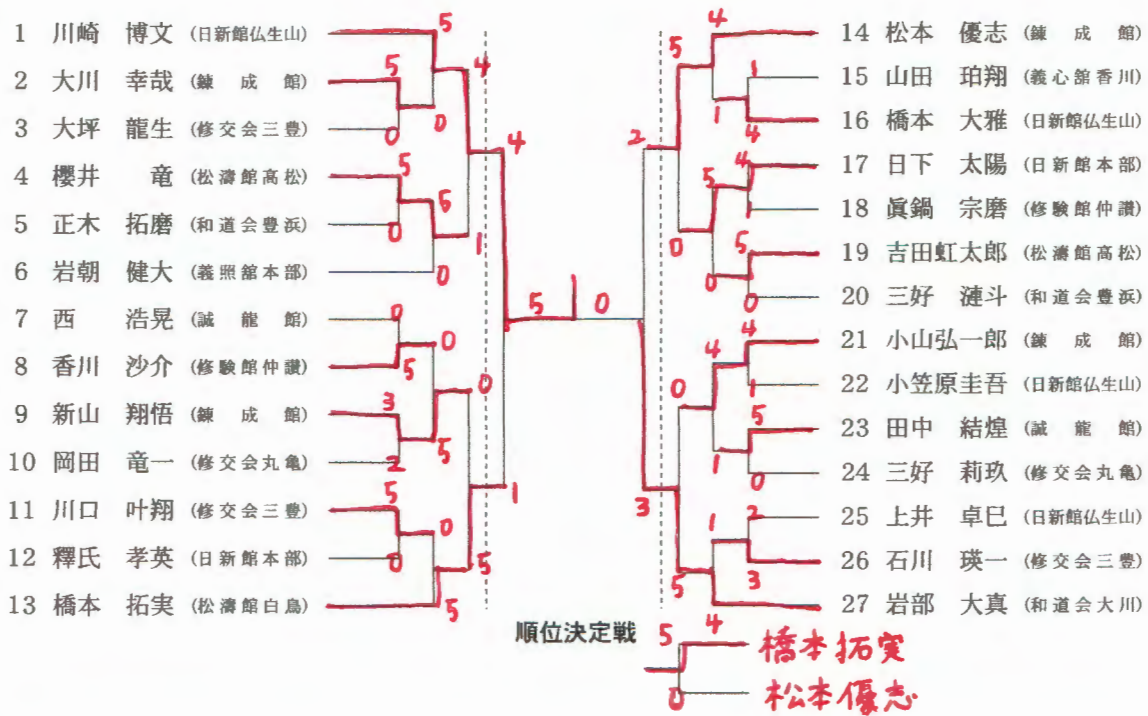 1 川崎 博文 (日新館仏生山) 5
2 大川 幸哉 (錬成館) 5
3 大坪 龍生 (修交会三豊) 0
0
4
4 櫻井 竜 (松濤館高松) 5
5 正木 拓磨 (和道会豊浜) 0
6 岩朝 健大 (義照舘本部) 0
5
1
4
7 西 浩晃 (誠龍館) 0
8 香川 沙介 (修験館仲讃) 5
0
9 新山 翔悟 (錬成館) 3
10 岡田 竜一 (修交会丸亀) 2
5
0
11 川口 叶翔 (修交会三豊) 5
12 釋氏 孝英 (日新館本部) 0
0
13 橋本 拓実 (松濤館白鳥) 5
5
1
5 0
14 松本 優志 (錬成館) 4
15 山田 珀翔 (義心舘香川) 1
16 橋本 大雅 (日新館仏生山) 4
1
5
17 日下 太陽 (日新館本部) 4
18 眞鍋 宗磨 (修験館仲讃) 1
5
19 吉田虹太郎 (松濤館高松) 5
20 三好 漣斗 (和道会豊浜) 0
0
0
2
21 小山弘一郎 (錬成館) 4
22 小笠原圭吾 (日新館仏生山) 1
4
23 田中 結煌 (誠龍館) 5
24 三好 莉玖 (修交会丸亀) 0
1
0
25 上井 卓巳 (日新館仏生山) 2
26 石川 瑛一 (修交会三豊) 3
1
27 岩部 大真 (和道会大川) 4
5
3
順位決定戦
5 橋本拓実
0 松本優志